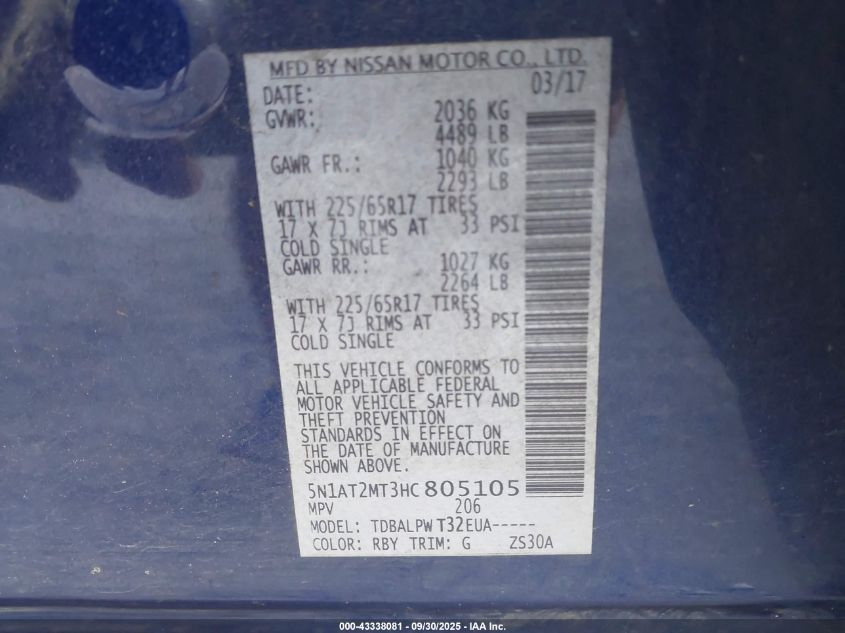 MFD BY NISSAN MOTOR CO., LTD.
DATE: 03/17
GVWR: 2036 KG
4489 LB
GAWR FR.: 1040 KG
2293 LB
WITH 225/65R17 TIRES
17 X 7J RIMS AT 33 PSI
COLD SINGLE
GAWR RR.: 1027 KG
2264 LB
WITH 225/65R17 TIRES
17 X 7J RIMS AT 33 PSI
COLD SINGLE
THIS VEHICLE CONFORMS TO
ALL APPLICABLE FEDERAL
MOTOR VEHICLE SAFETY AND
THEFT PREVENTION
STANDARDS IN EFFECT ON
THE DATE OF MANUFACTURE
SHOWN ABOVE.
5N1AT2MT3HC805105
MPV 206
MODEL: TDBALPWT32EUA-----
COLOR: RBY TRIM: G ZS30A
000-43338081 - 09/30/2025 - IAA Inc.